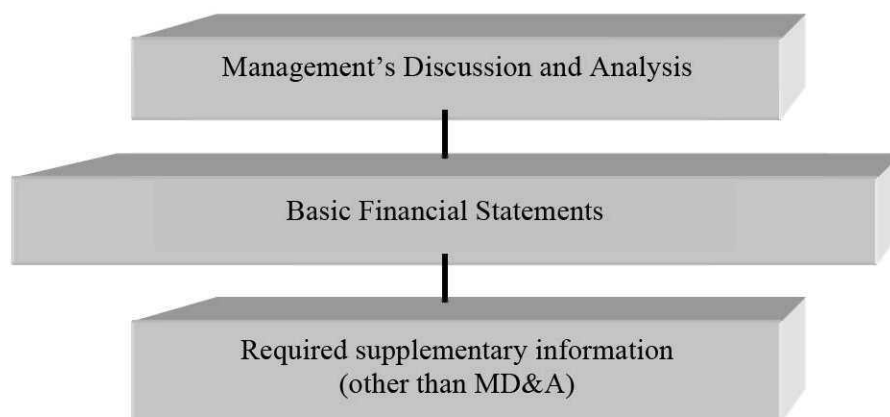 Management’s Discussion and Analysis
Basic Financial Statements
Required supplementary information
(other than MD&A)